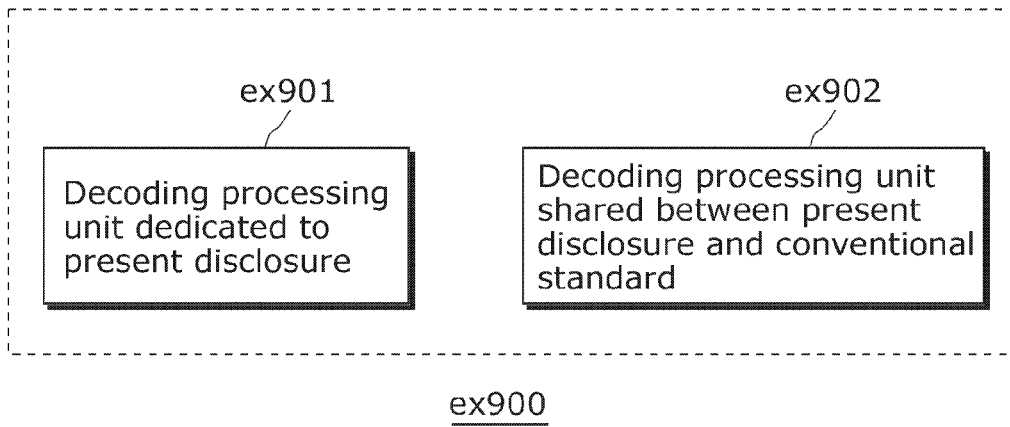 ex901
ex902
Decoding processing
unit dedicated to
present disclosure
Decoding processing unit
shared between present
disclosure and conventional
standard
ex900